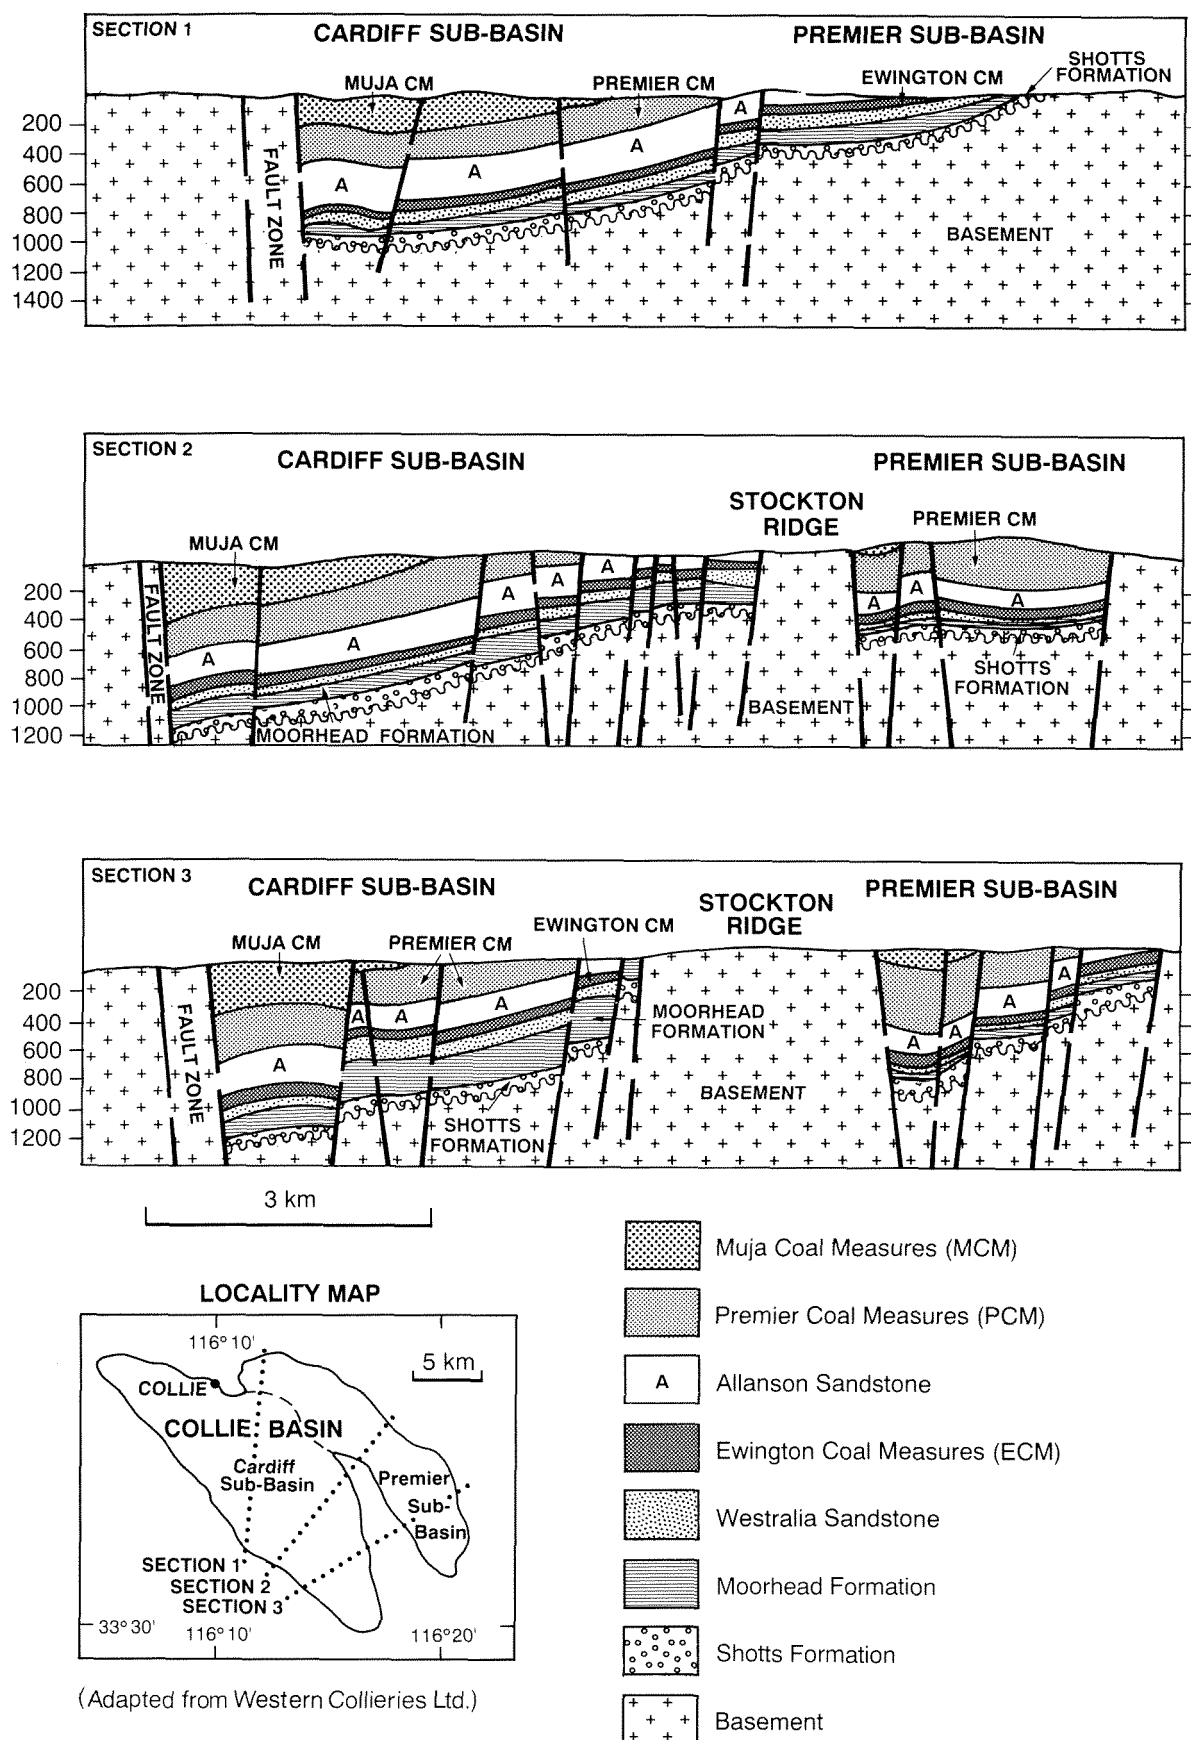 SECTION 1
CARDIFF SUB-BASIN
PREMIER SUB-BASIN
MUJA CM
PREMIER CM
EWINGTON CM
SHOTTS
FORMATION
200
400
600
800
1000
1200
1400
FAULT ZONE
A
A
A
A
BASEMENT
SECTION 2
CARDIFF SUB-BASIN
PREMIER SUB-BASIN
STOCKTON
RIDGE
MUJA CM
PREMIER CM
200
400
600
800
1000
1200
FAULT ZONE
A
A
A
A
A
A
A
A
SHOTTS
FORMATION
BASEMENT
MOORHEAD FORMATION
SECTION 3
CARDIFF SUB-BASIN
PREMIER SUB-BASIN
STOCKTON
RIDGE
MUJA CM
PREMIER CM
EWINGTON CM
200
400
600
800
1000
1200
FAULT ZONE
A
A
A
A
A
A
A
A
MOORHEAD
FORMATION
BASEMENT
SHOTTS
FORMATION
3 km
LOCALITY MAP
116° 10'
5 km
COLLIE
COLLIE BASIN
Cardiff
Sub-Basin
Premier
Sub-
Basin
SECTION 1
SECTION 2
SECTION 3
33° 30'
116° 10'
116° 20'
(Adapted from Western Collieries Ltd.)
Muja Coal Measures (MCM)
Premier Coal Measures (PCM)
A
Allanson Sandstone
Ewington Coal Measures (ECM)
Westralia Sandstone
Moorhead Formation
Shotts Formation
Basement